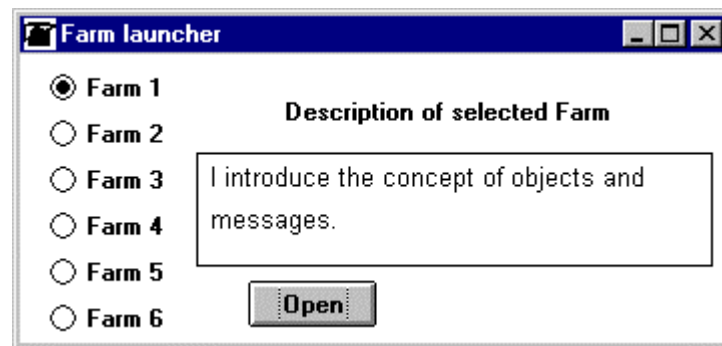 Farm launcher
Farm 1
Farm 2
Farm 3
Farm 4
Farm 5
Farm 6
Description of selected Farm
I introduce the concept of objects and
messages.
Open